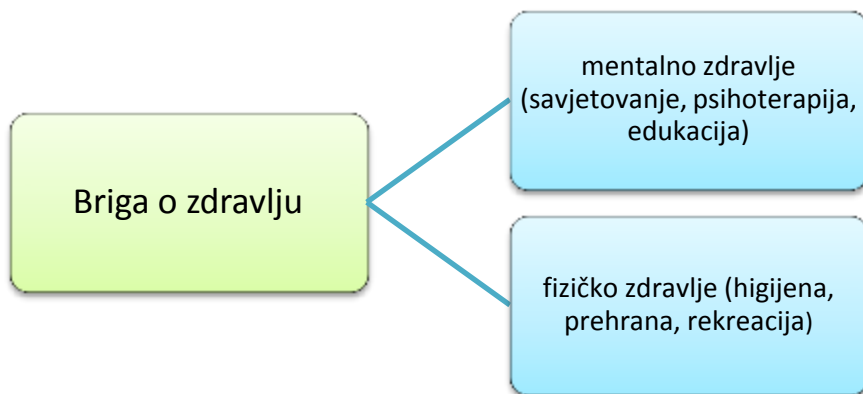 Briga o zdravlju
mentalno zdravlje
(savjetovanje, psihoterapija,
edukacija)
fizičko zdravlje (higijena,
prehrana, rekreacija)